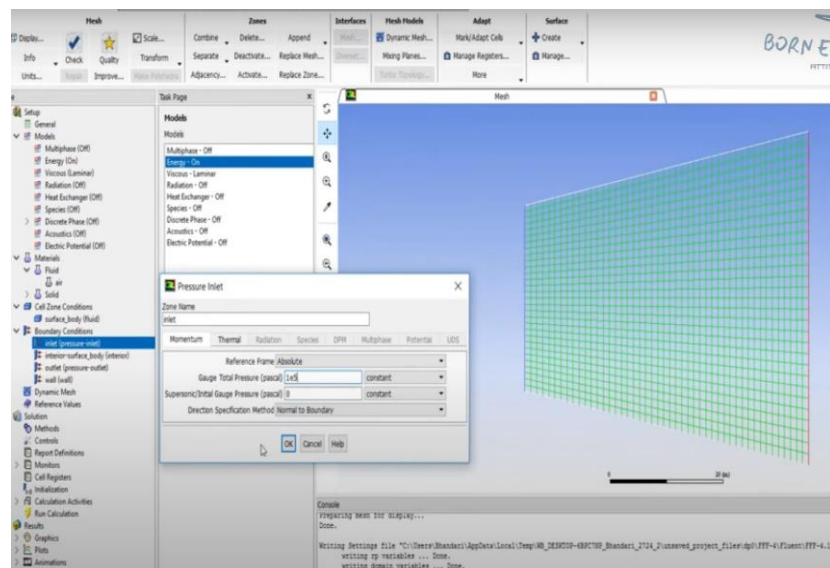 Mesh
Zones
Interfaces
Mesh Models
Adapt
Surface
Display...
Scale...
Combine
Delete...
Append
Mesh...
Dynamic Mesh...
Mark/Adapt Cells
Create
Info
Check
Quality
Transform
Separate
Deactivate...
Replace Mesh...
Mixing Planes...
Manage Registers...
Manage...
Units...
Repair
Improve...
Make Polyhedra
Adjacency...
Activate...
Replace Zone...
Turbo Topology...
More
BORN E
Setup
General
Models
Multiphase (Off)
Energy (On)
Viscous (Laminar)
Radiation (Off)
Heat Exchanger (Off)
Species (Off)
Discrete Phase (Off)
Acoustics (Off)
Electric Potential (Off)
Materials
Fluid
air
Solid
Cell Zone Conditions
surface_body (fluid)
Boundary Conditions
inlet (pressure-inlet)
interior-surface_body (interior)
outlet (pressure-outlet)
wall (wall)
Dynamic Mesh
Reference Values
Solution
Methods
Controls
Report Definitions
Monitors
Cell Registers
Initialization
Calculation Activities
Run Calculation
Results
Graphics
Plots
Animations
Task Page
Models
Models
Multiphase - Off
Energy - On
Viscous - Laminar
Radiation - Off
Heat Exchanger - Off
Species - Off
Discrete Phase - Off
Acoustics - Off
Electric Potential - Off
Mesh
Pressure Inlet
Zone Name
inlet
Momentum Thermal Radiation Species DPM Multiphase Potential UDS
Reference Frame Absolute
Gauge Total Pressure (pascal) 1e5 constant
Supersonic/Initial Gauge Pressure (pascal) 0 constant
Direction Specification Method Normal to Boundary
OK Cancel Help
0
Console
Preparing mesh for display...
Done.
writing rp variables ... Done.
writing domain variables ... Done.